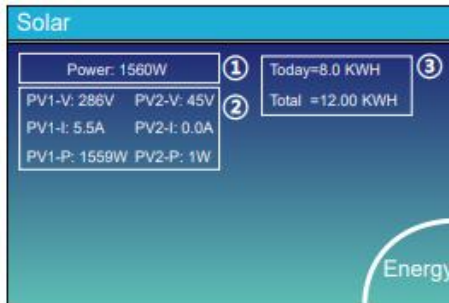 Solar
Power: 1560W
①
PV1-V: 286V PV2-V: 45V
②
PV1-I: 5.5A PV2-I: 0.0A
PV1-P: 1559W PV2-P: 1W
Today=8.0 KWH
③
Total =12.00 KWH
Energy